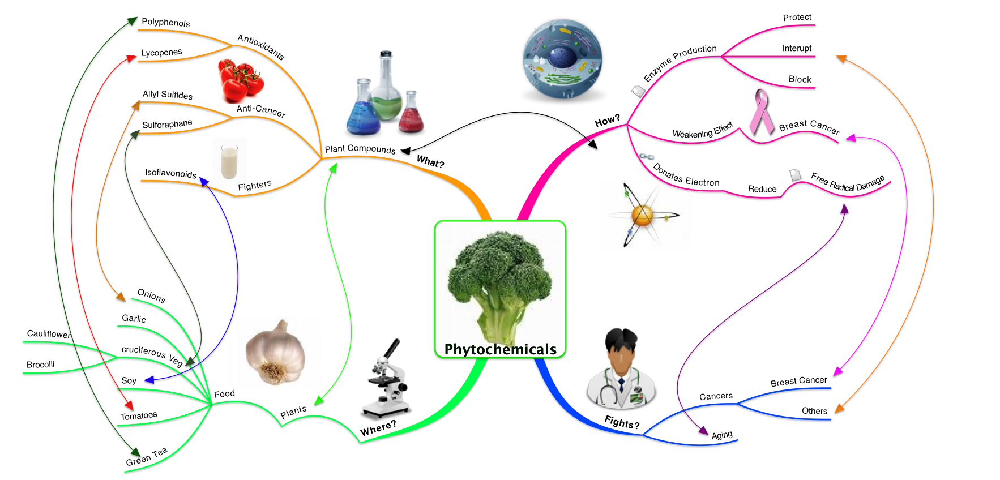 Polyphenols
Lycopenes
Antioxidants
Allyl Sulfides
Sulforaphane
Anti-Cancer
Isoflavonoids
Fighters
Plant Compounds
What?
How?
Enzyme Production
Protect
Interupt
Block
Weakening Effect
Breast Cancer
Donates Electron
Reduce
Free Radical Damage
Phytochemicals
Onions
Garlic
Cauliflower
Brocolli
cruciferous Veg
Soy
Tomatoes
Green Tea
Food
Plants
Where?
Fights?
Cancers
Breast Cancer
Others
Aging